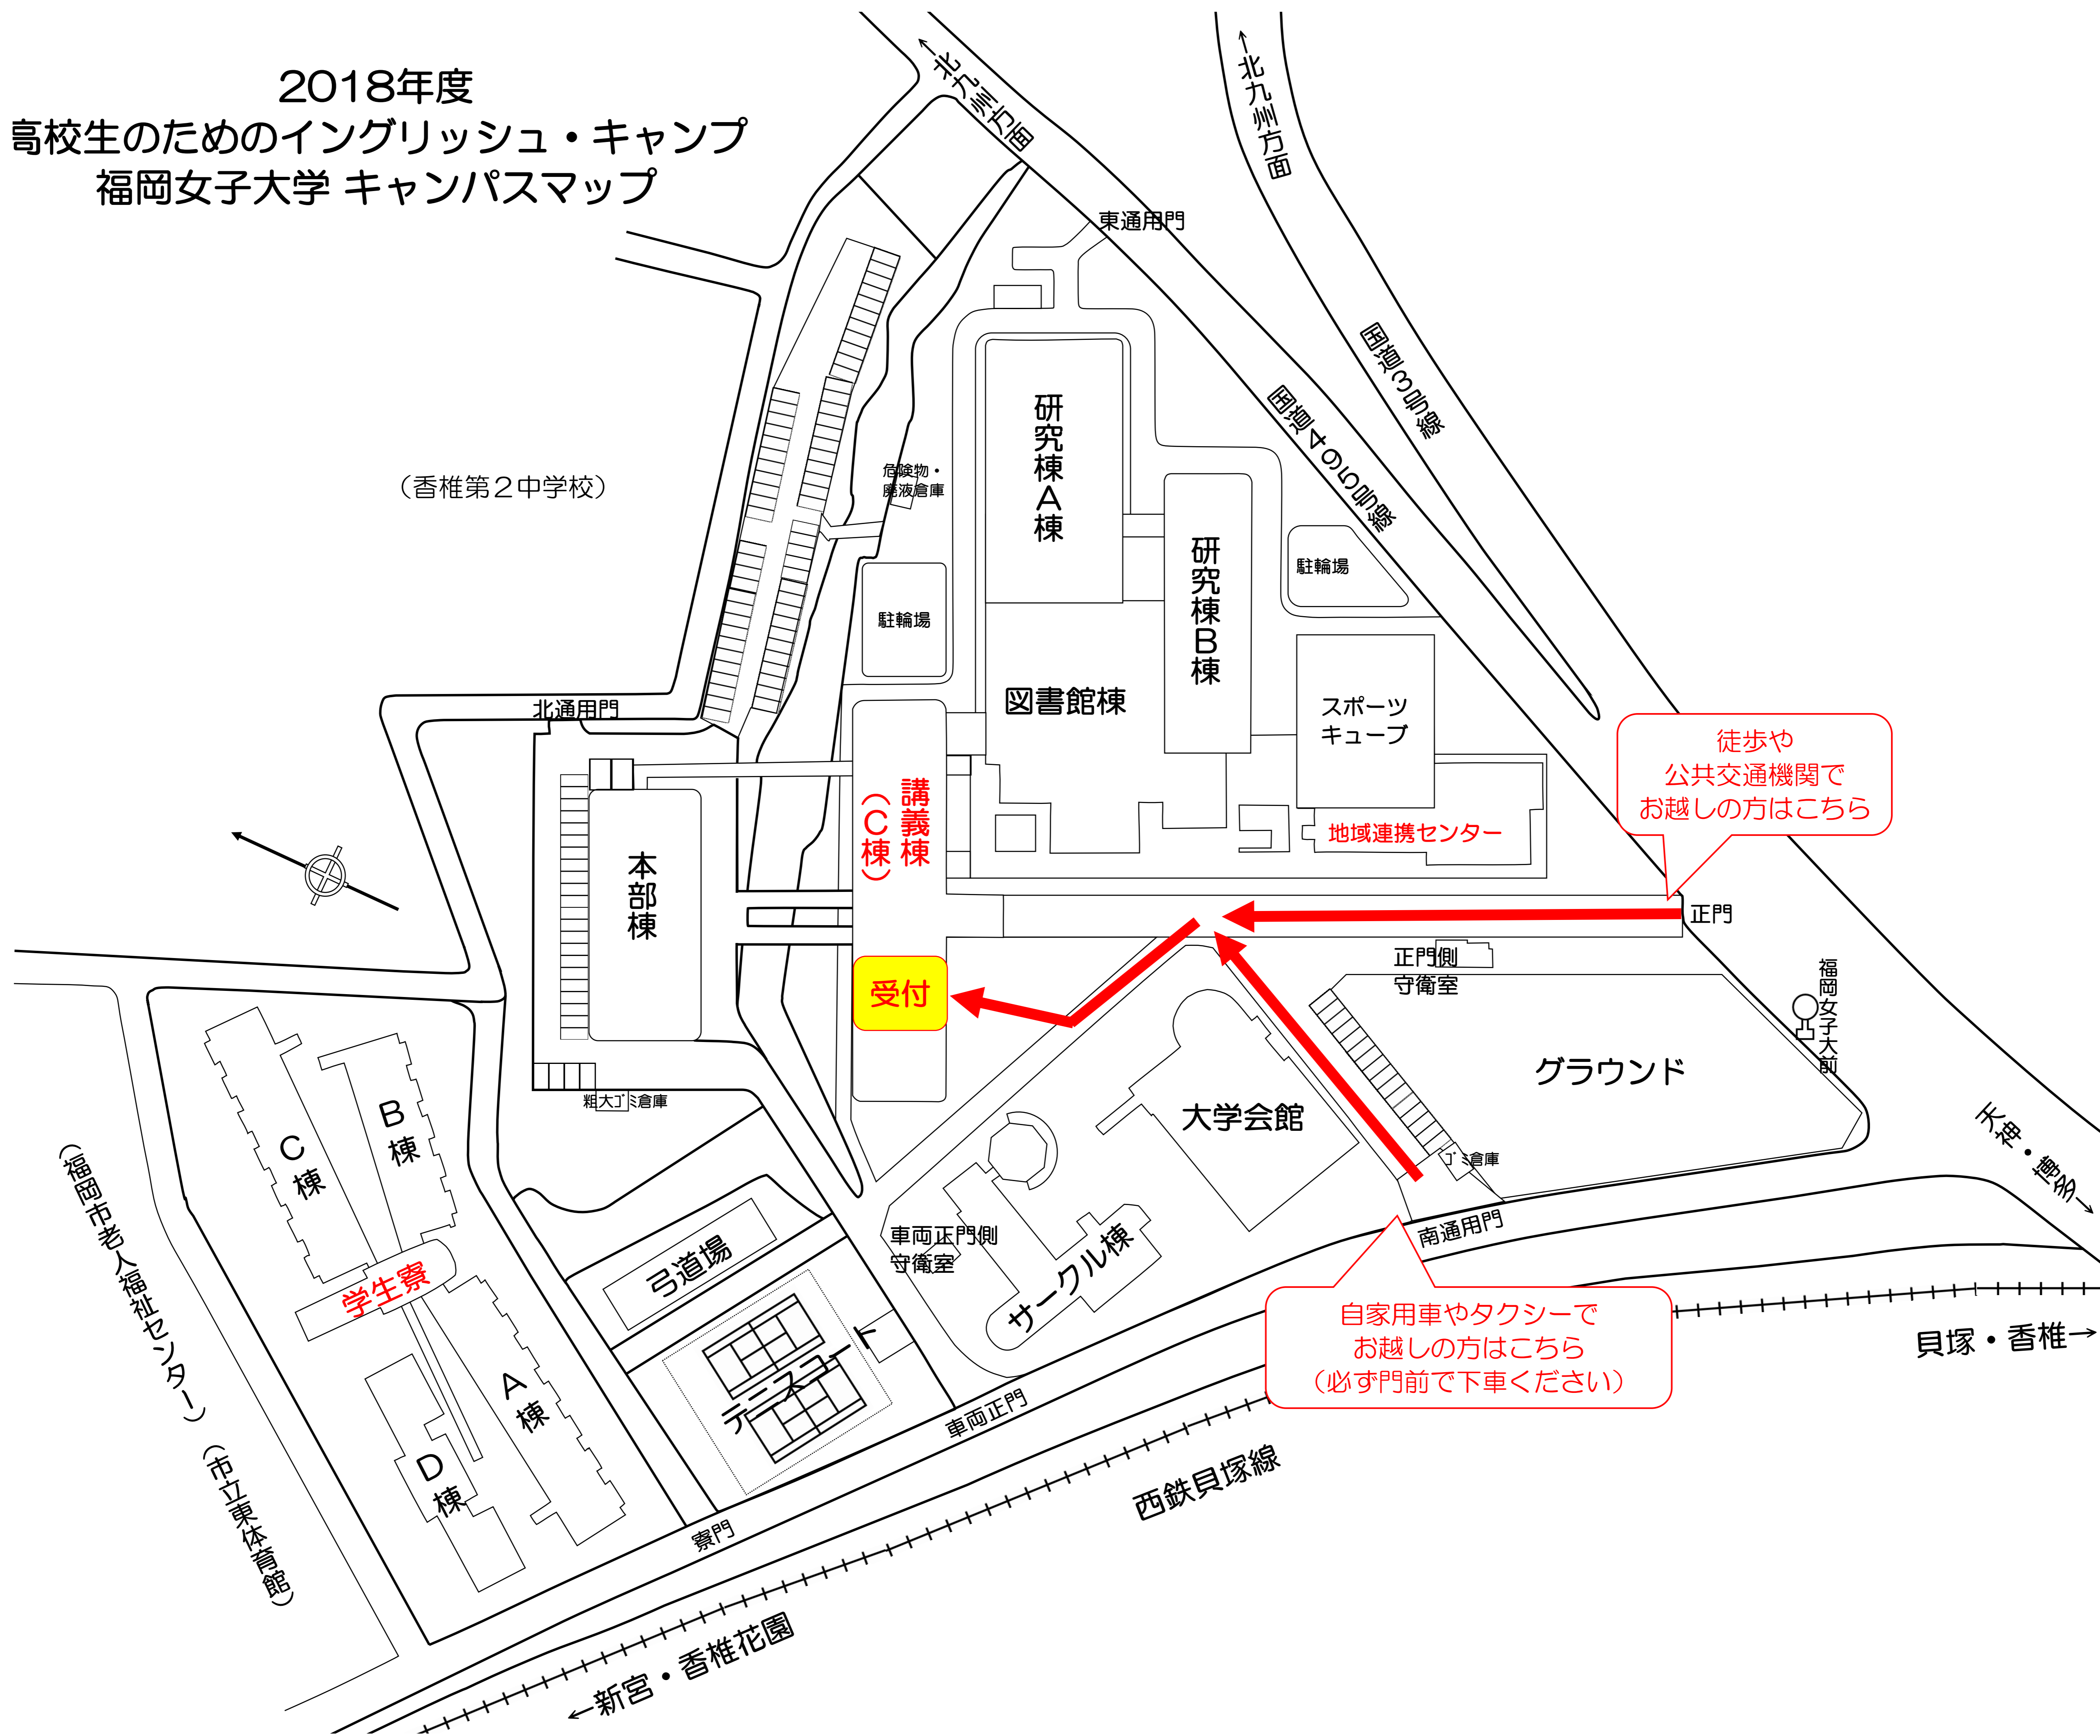 2018年度
高校生のためのイングリッシュ・キャンプ
福岡女子大学 キャンパスマップ
←北九州方面
←北九州方面
東通用門
国道3号線
国道495号線
（香椎第２中学校）
危険物・
廃液倉庫
研究棟A棟
研究棟B棟
駐輪場
駐輪場
図書館棟
スポーツ
キューブ
北通用門
徒歩や
公共交通機関で
お越しの方はこちら
講義棟
（C棟）
地域連携センター
本部棟
正門
正門側
守衛室
受付
福岡女子大前
グラウンド
大学会館
粗大ｺﾞﾐ倉庫
ｺﾞﾐ倉庫
天神・博多→
C棟
B棟
学生寮
A棟
D棟
（福岡市老人福祉センター）
（市立東体育館）
弓道場
テニスコート
車両正門側
守衛室
サークル棟
南通用門
自家用車やタクシーで
お越しの方はこちら
（必ず門前で下車ください）
貝塚・香椎→
車両正門
西鉄貝塚線
寮門
←新宮・香椎花園